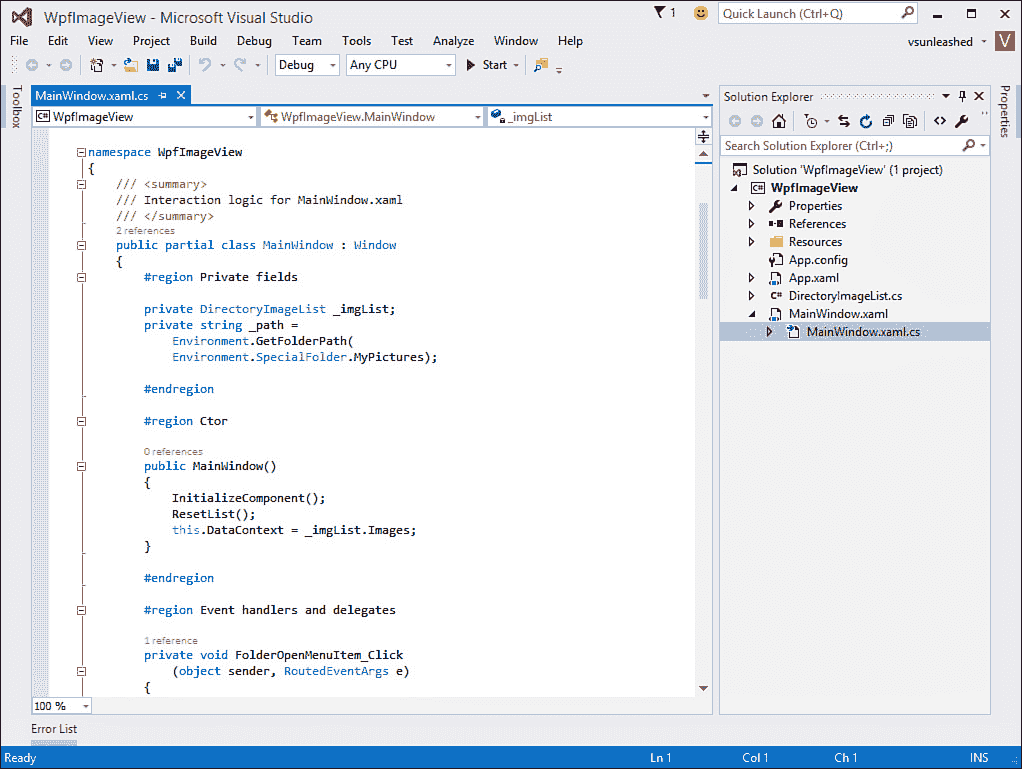 WpfImageView - Microsoft Visual Studio
1
Quick Launch (Ctrl+Q)
File Edit View Project Build Debug Team Tools Test Analyze Window Help
vsunleashed V
Debug Any CPU Start
Toolbox
MainWindow.xaml.cs
C# WpfImageView WpfImageView.MainWindow _imgList
namespace WpfImageView
{
/// <summary>
/// Interaction logic for MainWindow.xaml
/// </summary>
2 references
public partial class MainWindow : Window
{
#region Private fields
private DirectoryImageList _imgList;
private string _path =
Environment.GetFolderPath(
Environment.SpecialFolder.MyPictures);
#endregion
#region Ctor
0 references
public MainWindow()
{
InitializeComponent();
ResetList();
this.DataContext = _imgList.Images;
}
#endregion
#region Event handlers and delegates
1 reference
private void FolderOpenMenuItem_Click
(object sender, RoutedEventArgs e)
{
100 %
Solution Explorer
Search Solution Explorer (Ctrl+;)
Solution 'WpfImageView' (1 project)
C# WpfImageView
Properties
References
Resources
App.config
App.xaml
C# DirectoryImageList.cs
MainWindow.xaml
MainWindow.xaml.cs
Properties
Error List
Ready Ln 1 Col 1 Ch 1 INS